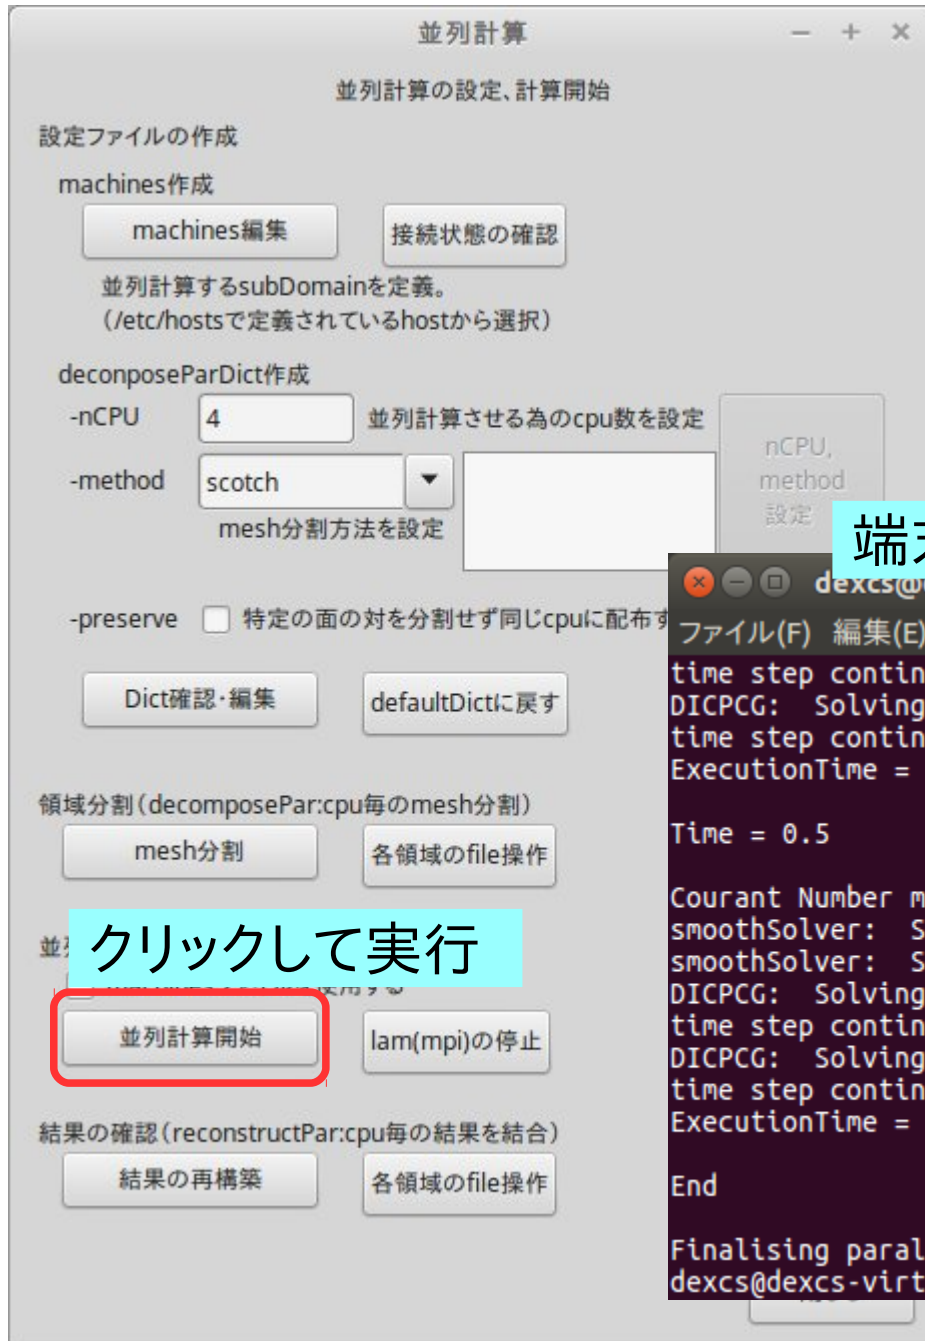 並列計算
並列計算の設定、計算開始
設定ファイルの作成
machines作成
machines編集
接続状態の確認
並列計算するsubDomainを定義。
(/etc/hostsで定義されているhostから選択)
deconposeParDict作成
-nCPU
4
並列計算させる為のcpu数を設定
nCPU,
method
設定
-method
scotch
mesh分割方法を設定
-preserve
特定の面の対を分割せず同じcpuに配布す
Dict確認・編集
defaultDictに戻す
領域分割(decomposePar:cpu毎のmesh分割)
mesh分割
各領域のfile操作
クリックして実行
並列計算開始
lam(mpi)の停止
結果の確認(reconstructPar:cpu毎の結果を結合)
結果の再構築
各領域のfile操作
端
dexcs@
ファイル(F) 編集(E)
time step contin
DICPCG: Solving
time step contin
ExecutionTime =
Time = 0.5
Courant Number m
smoothSolver: S
smoothSolver: S
DICPCG: Solving
time step contin
DICPCG: Solving
time step contin
ExecutionTime =
End
Finalising paral
dexcs@dexcs-virt